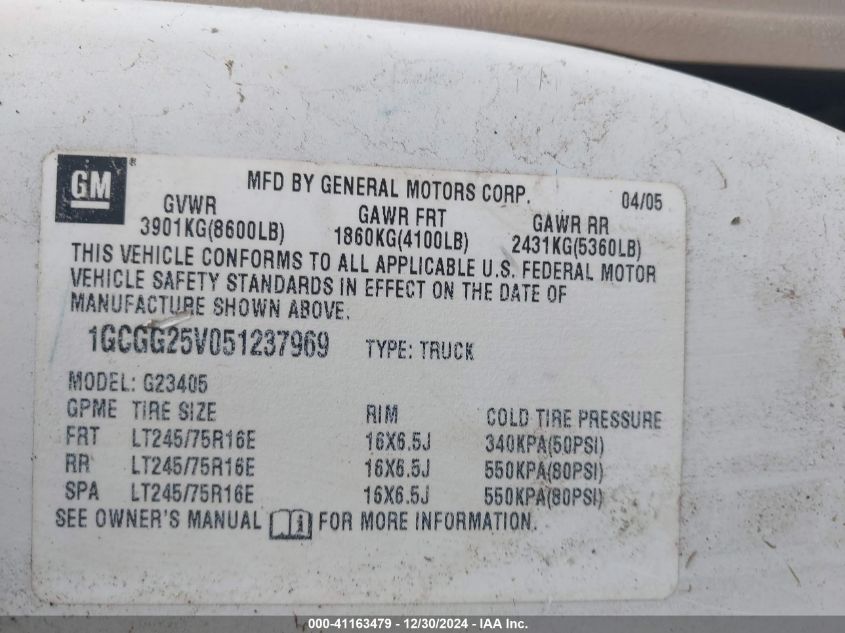 GM®
MFD BY GENERAL MOTORS CORP. 04/05
GVWR GAWR FRT GAWR RR
3901KG(8600LB) 1860KG(4100LB) 2431KG(5360LB)
THIS VEHICLE CONFORMS TO ALL APPLICABLE U.S. FEDERAL MOTOR
VEHICLE SAFETY STANDARDS IN EFFECT ON THE DATE OF
MANUFACTURE SHOWN ABOVE.
1GCGG25V051237969 TYPE: TRUCK
MODEL: G23405
GPME TIRE SIZE RIM COLD TIRE PRESSURE
FRT LT245/75R16E 16X6.5J 340KPA(50PSI)
RR LT245/75R16E 16X6.5J 550KPA(80PSI)
SPA LT245/75R16E 16X6.5J 550KPA(80PSI)
SEE OWNER'S MANUAL FOR MORE INFORMATION.
000-41163479 - 12/30/2024 - IAA Inc.